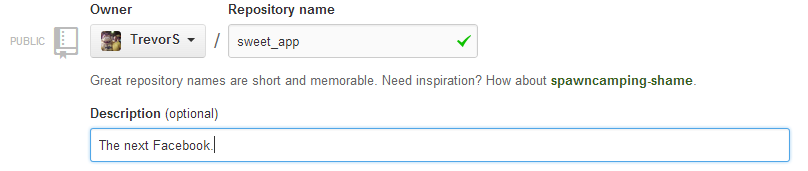 Owner Repository name
PUBLIC TrevorS / sweet_app
Great repository names are short and memorable. Need inspiration? How about spawncamping-shame.
Description (optional)
The next Facebook.